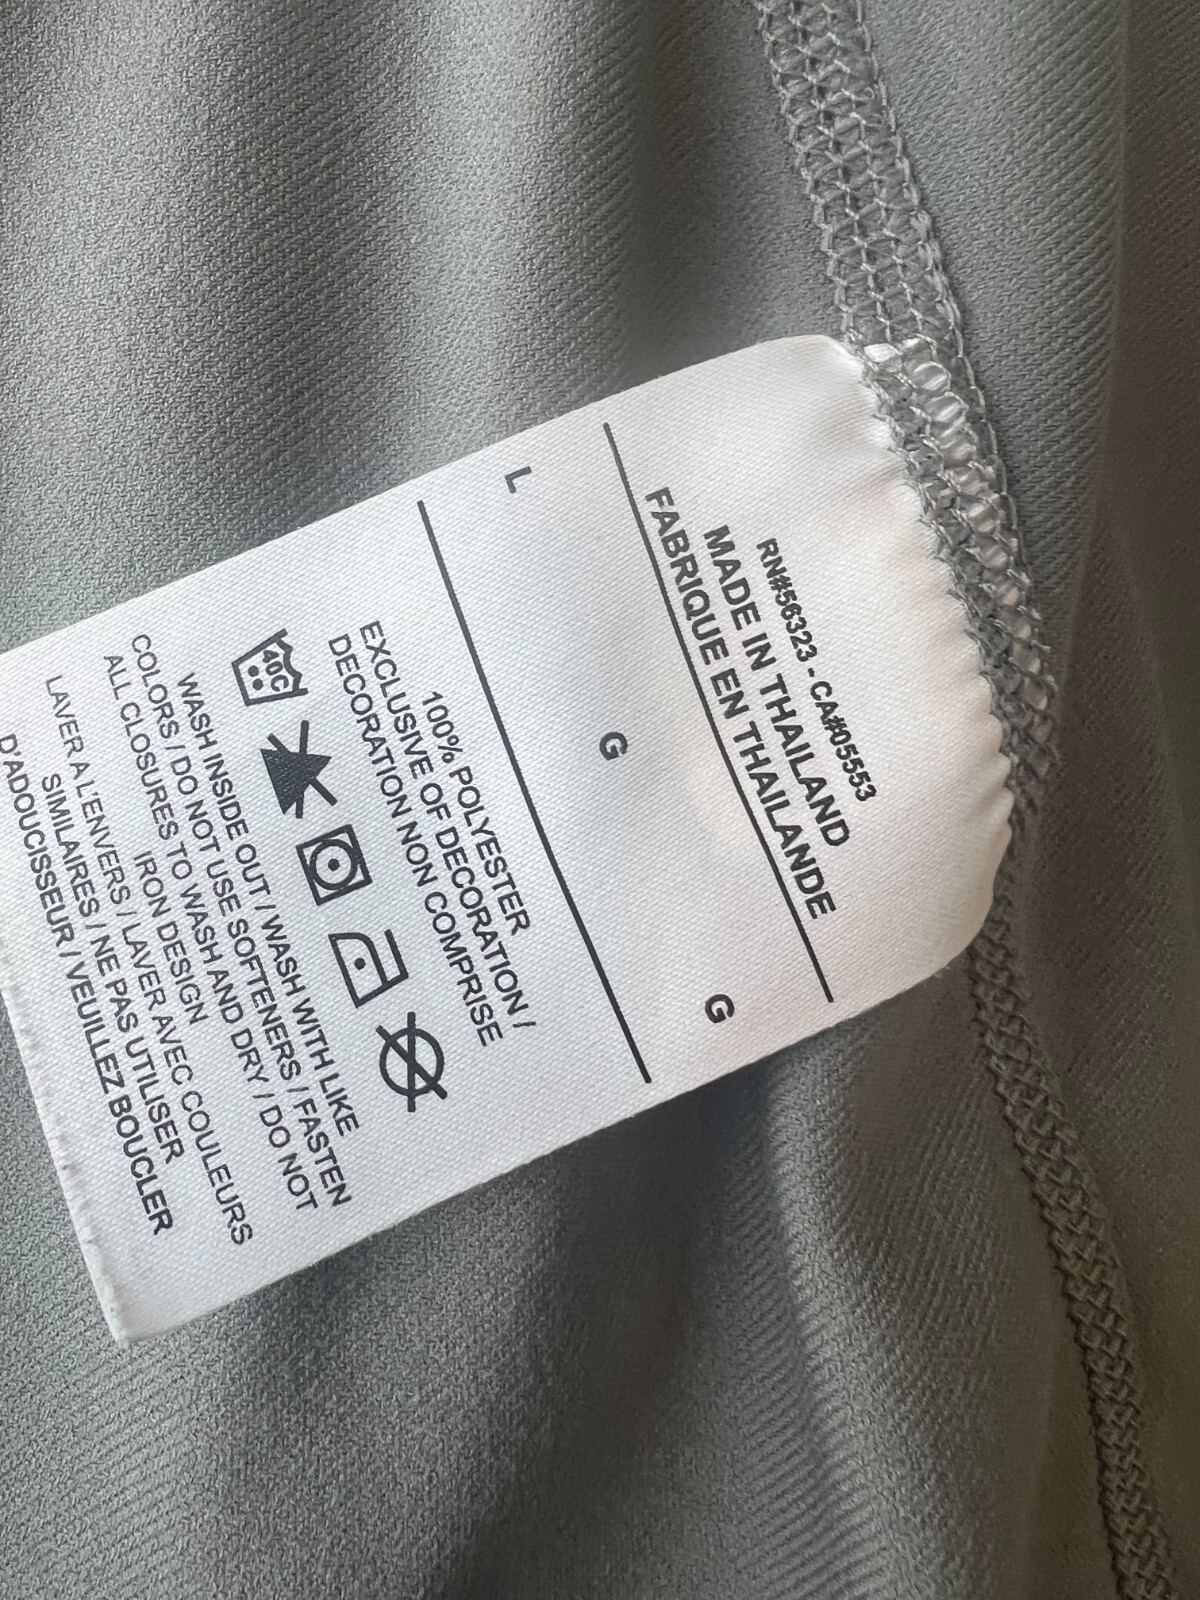 RN#56323 - CA#05553
MADE IN THAILAND
FABRIQUE EN THAILANDE
L G G
100% POLYESTER
EXCLUSIVE OF DECORATION /
DECORATION NON COMPRISE
40C
WASH INSIDE OUT / WASH WITH LIKE
COLORS / DO NOT USE SOFTENERS / FASTEN
ALL CLOSURES TO WASH AND DRY / DO NOT
IRON DESIGN
LAVER A L'ENVERS / LAVER AVEC COULEURS
SIMILAIRES / NE PAS UTILISER
D'ADOUCISSEUR / VEUILLEZ BOUCLER